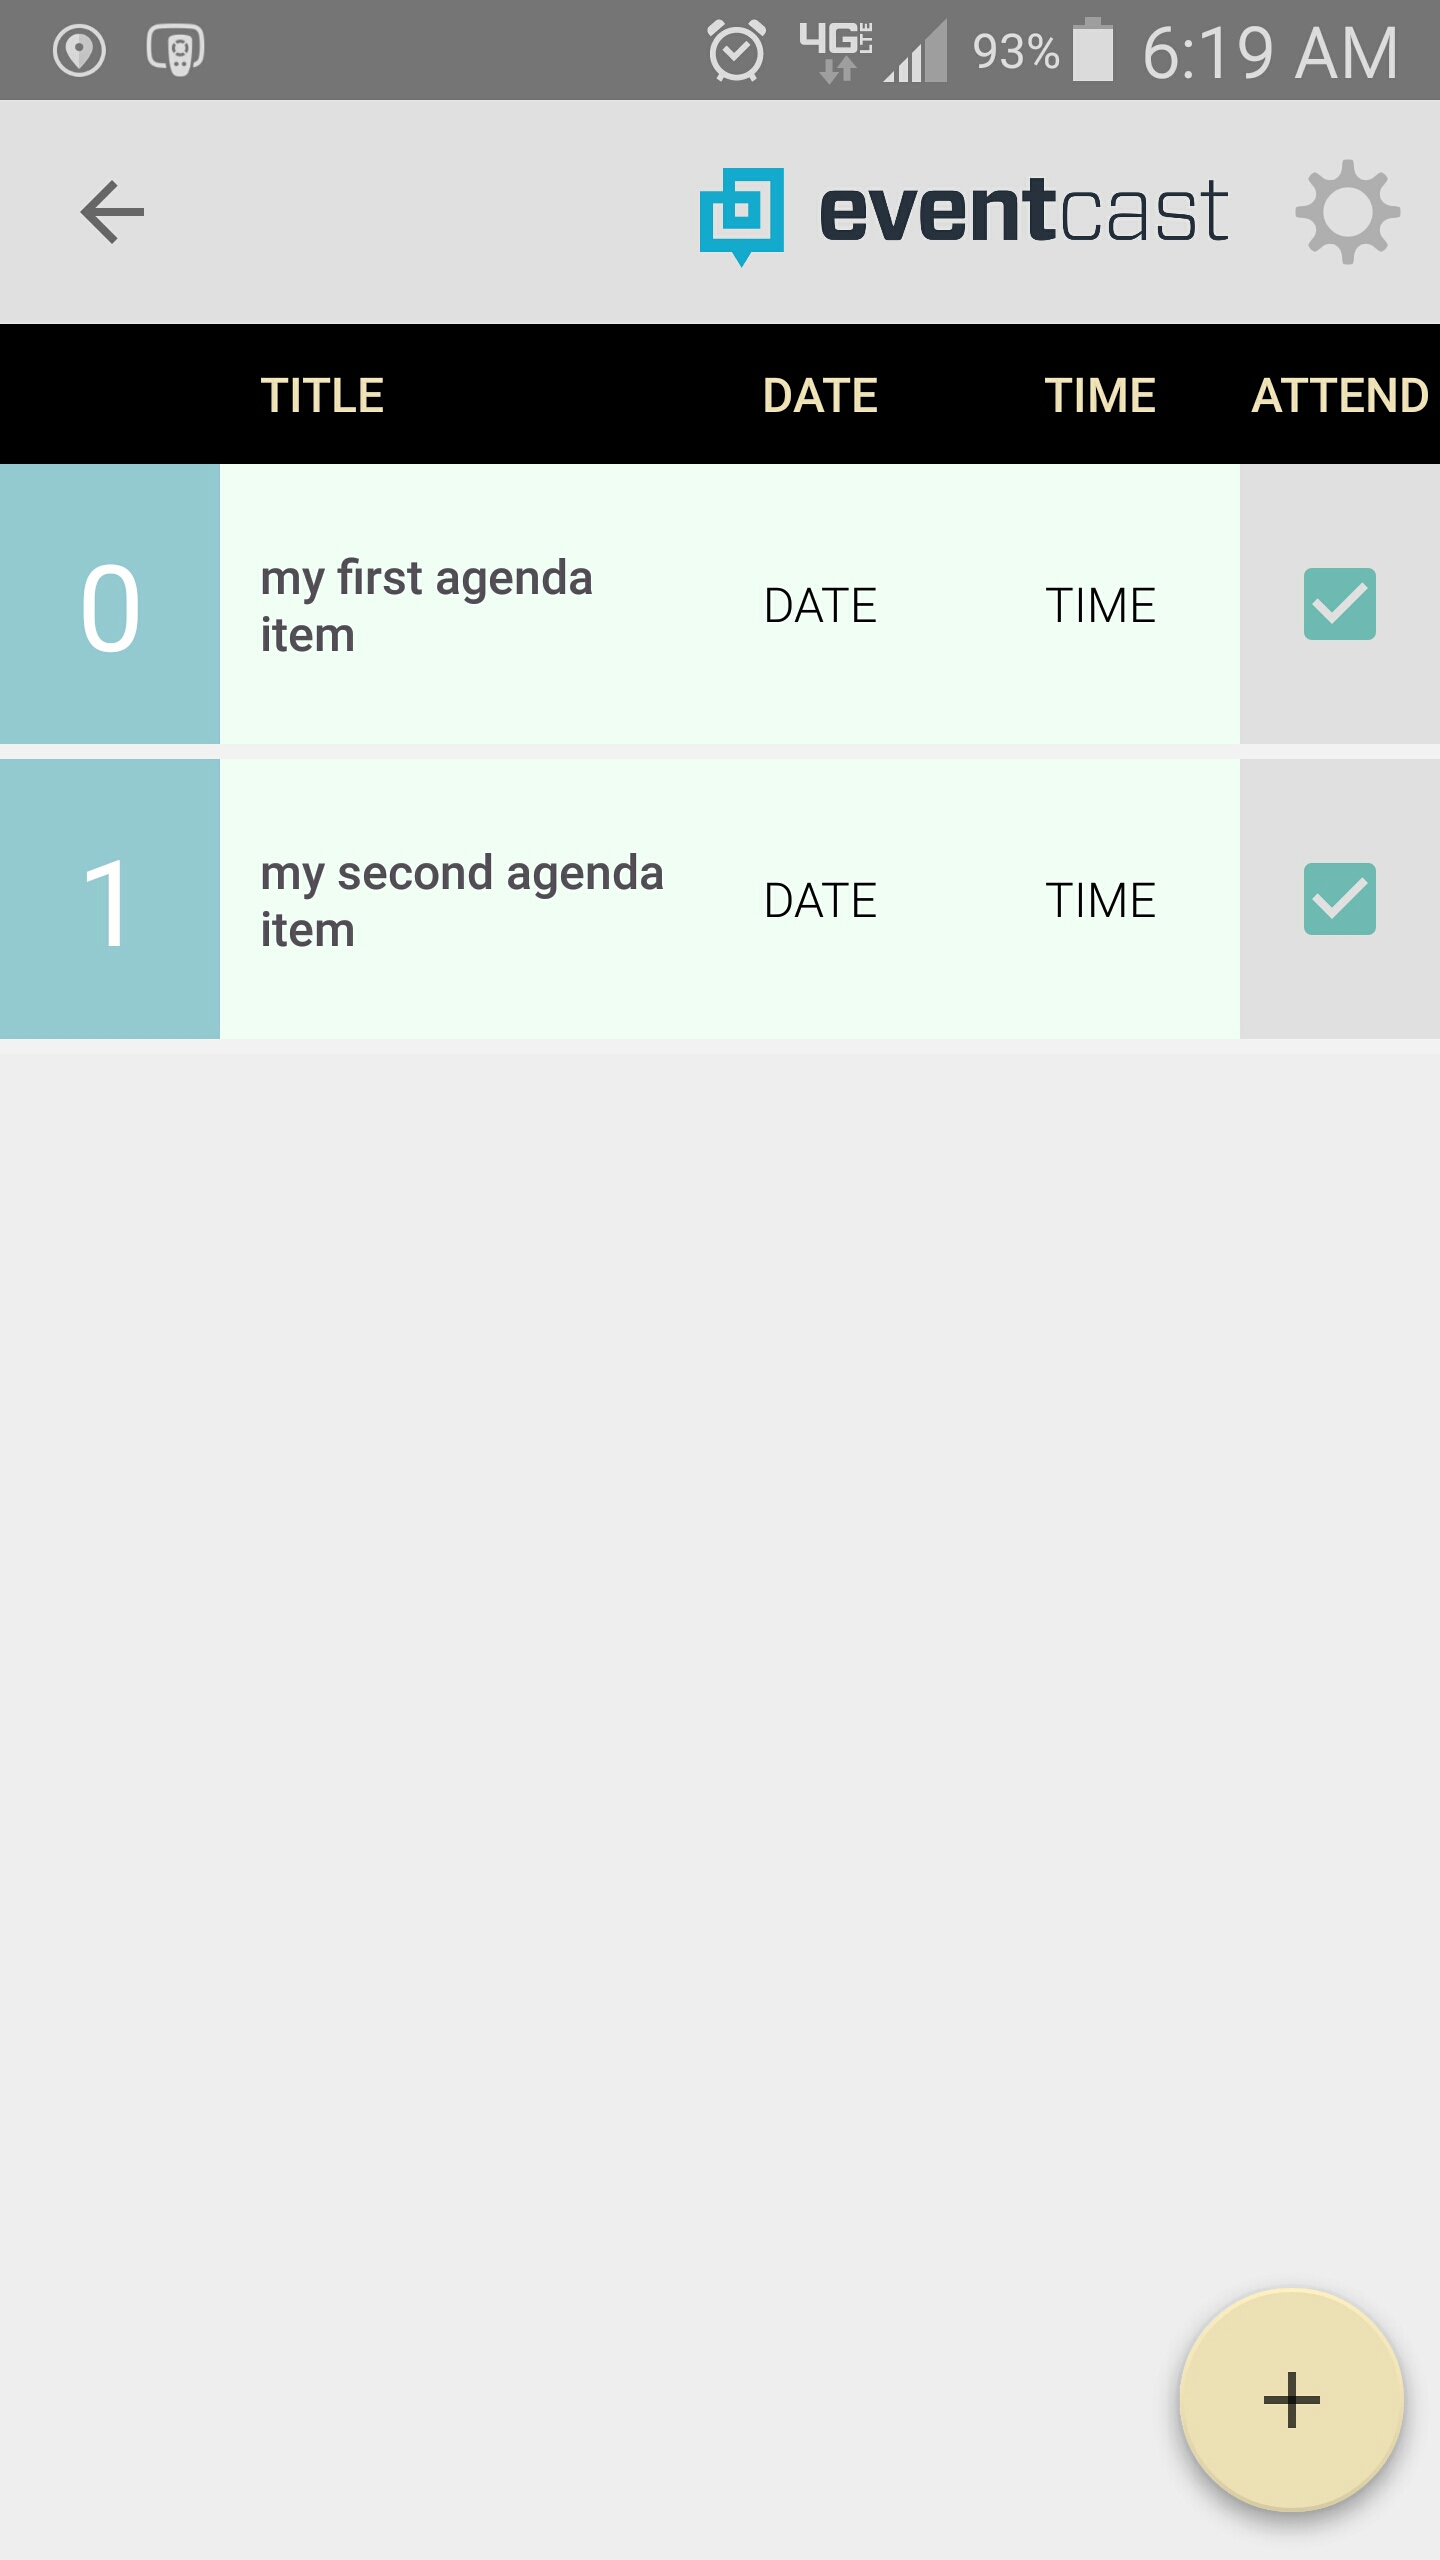 4G LTE 93% 6:19 AM
eventcast
TITLE DATE TIME ATTEND
0 my first agenda item DATE TIME
1 my second agenda item DATE TIME